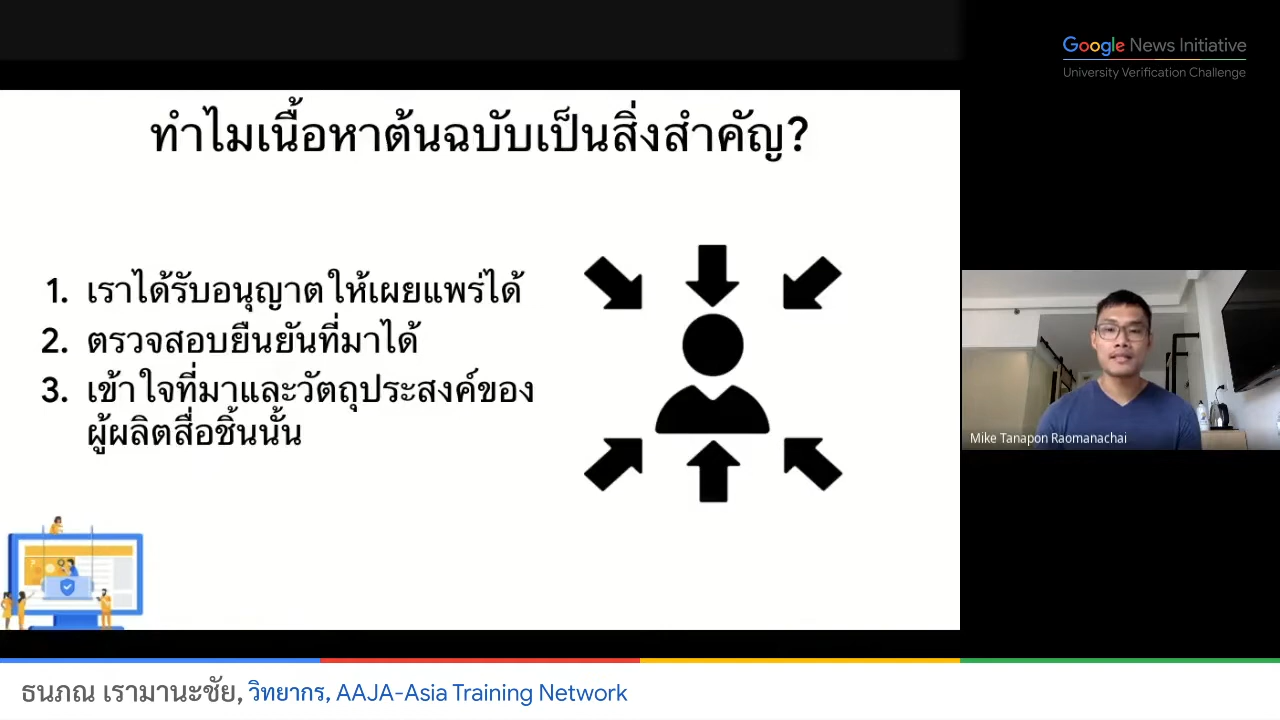 Google News Initiative
University Verification Challenge
ทำไมเนื้อหาต้นฉบับเป็นสิ่งสำคัญ?
1. เราได้รับอนุญาตให้เผยแพร่ได้
2. ตรวจสอบยืนยันที่มาได้
3. เข้าใจที่มาและวัตถุประสงค์ของ
ผู้ผลิตสื่อชิ้นนั้น
Mike Tanapon Raomanachai
ธนภณ เรามานะชัย, วิทยากร, AAJA-Asia Training Network